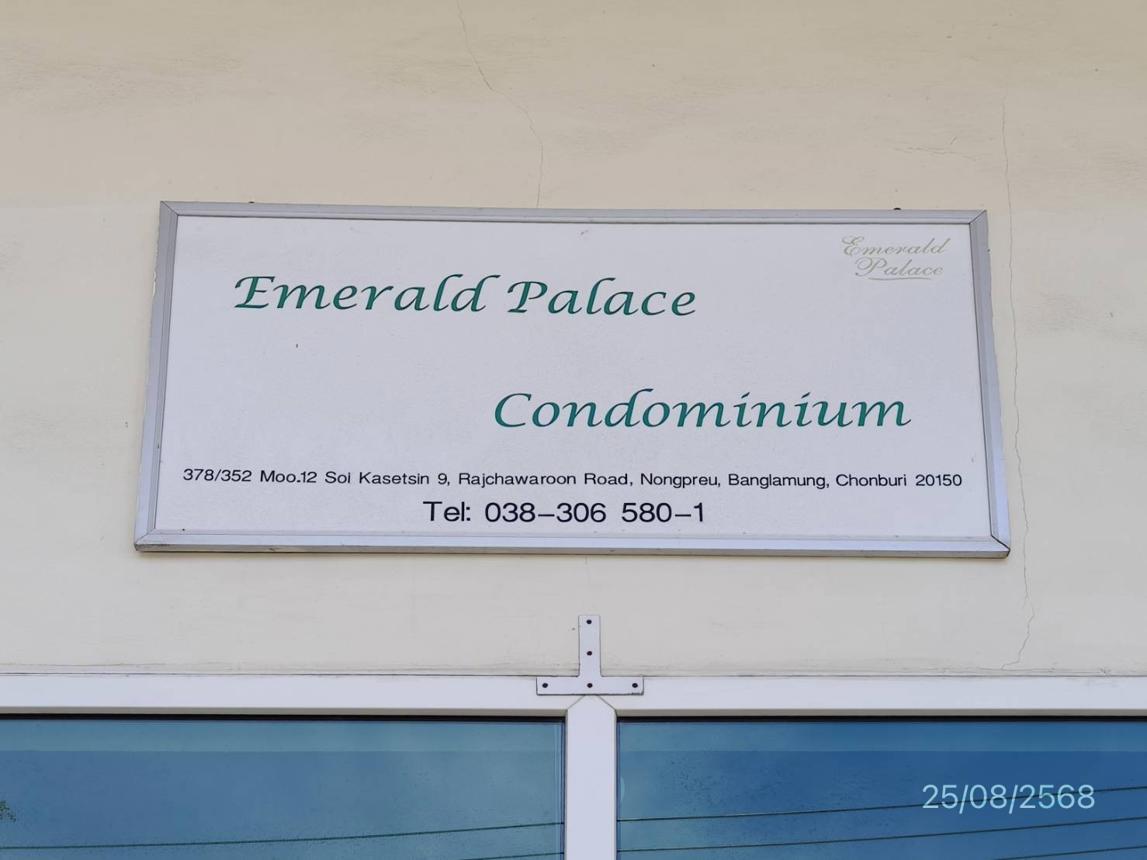 Emerald
Palace
Emerald Palace
Condominium
378/352 Moo.12 Soi Kasetsin 9, Rajchawaroon Road, Nongpreu, Banglamung, Chonburi 20150
Tel: 038-306 580-1
25/08/2568